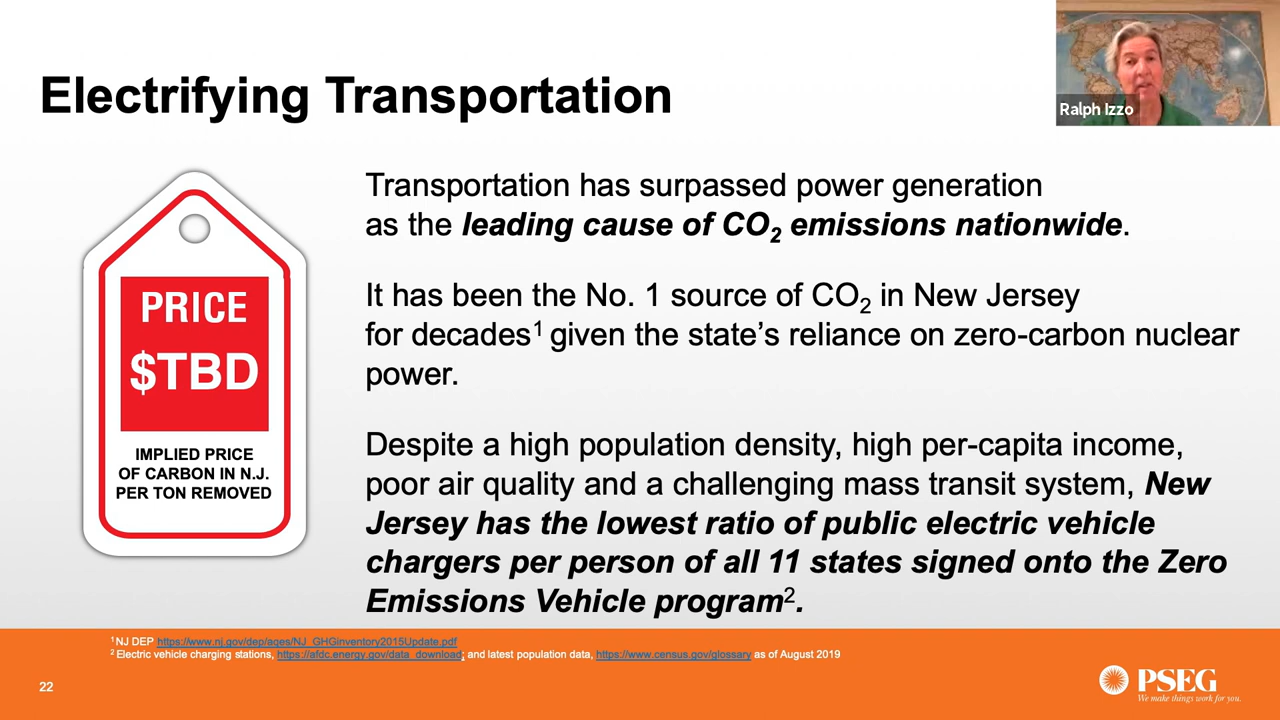 Electrifying Transportation
Ralph Izzo
PRICE
$TBD
IMPLIED PRICE
OF CARBON IN N.J.
PER TON REMOVED
Transportation has surpassed power generation
as the leading cause of CO₂ emissions nationwide.
It has been the No. 1 source of CO₂ in New Jersey
for decades¹ given the state’s reliance on zero-carbon nuclear
power.
Despite a high population density, high per-capita income,
poor air quality and a challenging mass transit system, New
Jersey has the lowest ratio of public electric vehicle
chargers per person of all 11 states signed onto the Zero
Emissions Vehicle program².
¹ NJ DEP https://www.nj.gov/dep/aqes/NJ_GHGinventory2015Update.pdf
² Electric vehicle charging stations, https://afdc.energy.gov/data_download; and latest population data, https://www.census.gov/glossary as of August 2019
22
PSEG
We make things work for you.